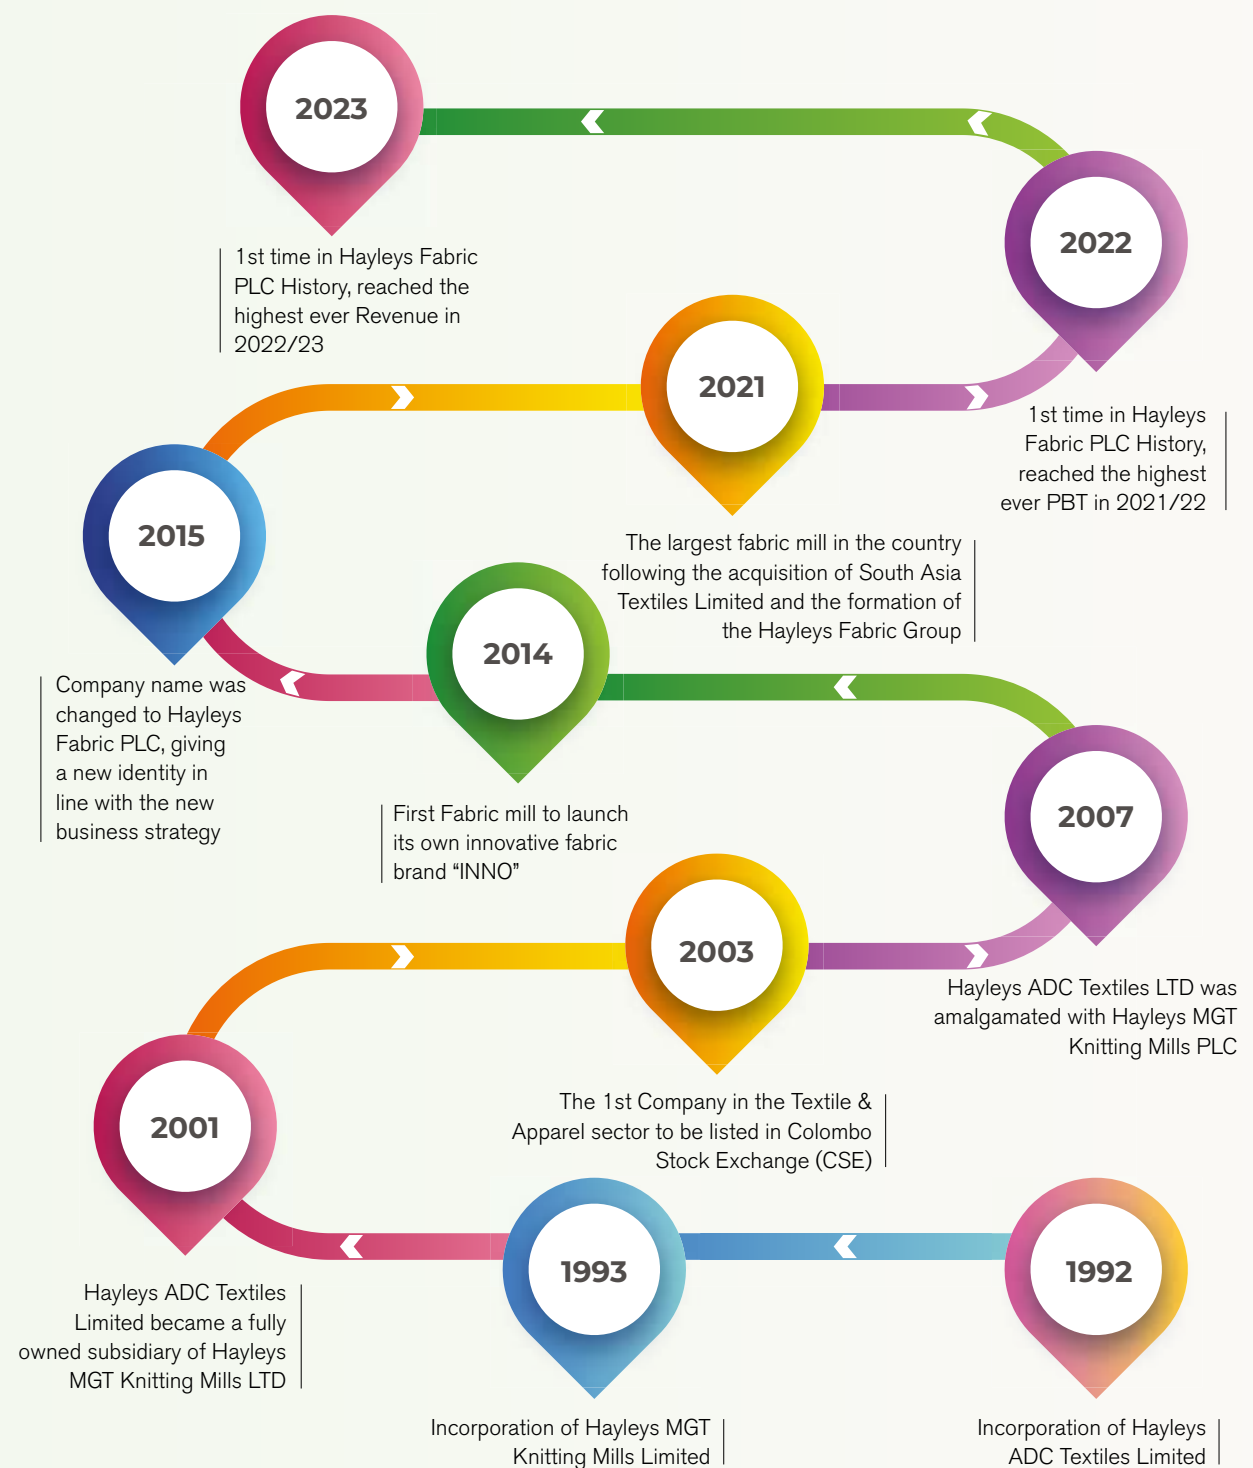 2023
1st time in Hayleys Fabric
PLC History, reached the
highest ever Revenue in
2022/23
2022
1st time in Hayleys
Fabric PLC History,
reached the highest
ever PBT in 2021/22
2021
The largest fabric mill in the country
following the acquisition of South Asia
Textiles Limited and the formation of
the Hayleys Fabric Group
2015
Company name was
changed to Hayleys
Fabric PLC, giving
a new identity in
line with the new
business strategy
2014
First Fabric mill to launch
its own innovative fabric
brand “INNO”
2007
Hayleys ADC Textiles LTD was
amalgamated with Hayleys MGT
Knitting Mills PLC
2003
The 1st Company in the Textile &
Apparel sector to be listed in Colombo
Stock Exchange (CSE)
2001
Hayleys ADC Textiles
Limited became a fully
owned subsidiary of Hayleys
MGT Knitting Mills LTD
1993
Incorporation of Hayleys MGT
Knitting Mills Limited
1992
Incorporation of Hayleys
ADC Textiles Limited